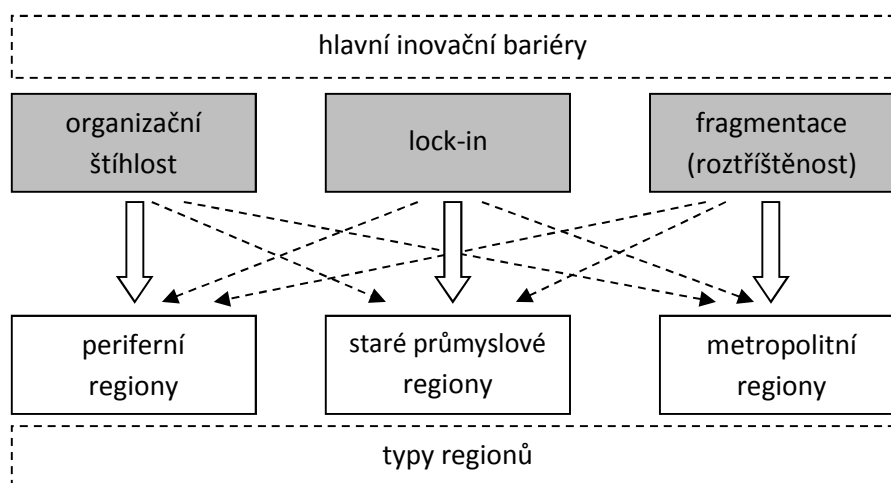 hlavní inovační bariéry
organizační
štíhlost
lock-in
fragmentace
(roztříštěnost)
periferní
regiony
staré průmyslové
regiony
metropolitní
regiony
typy regionů